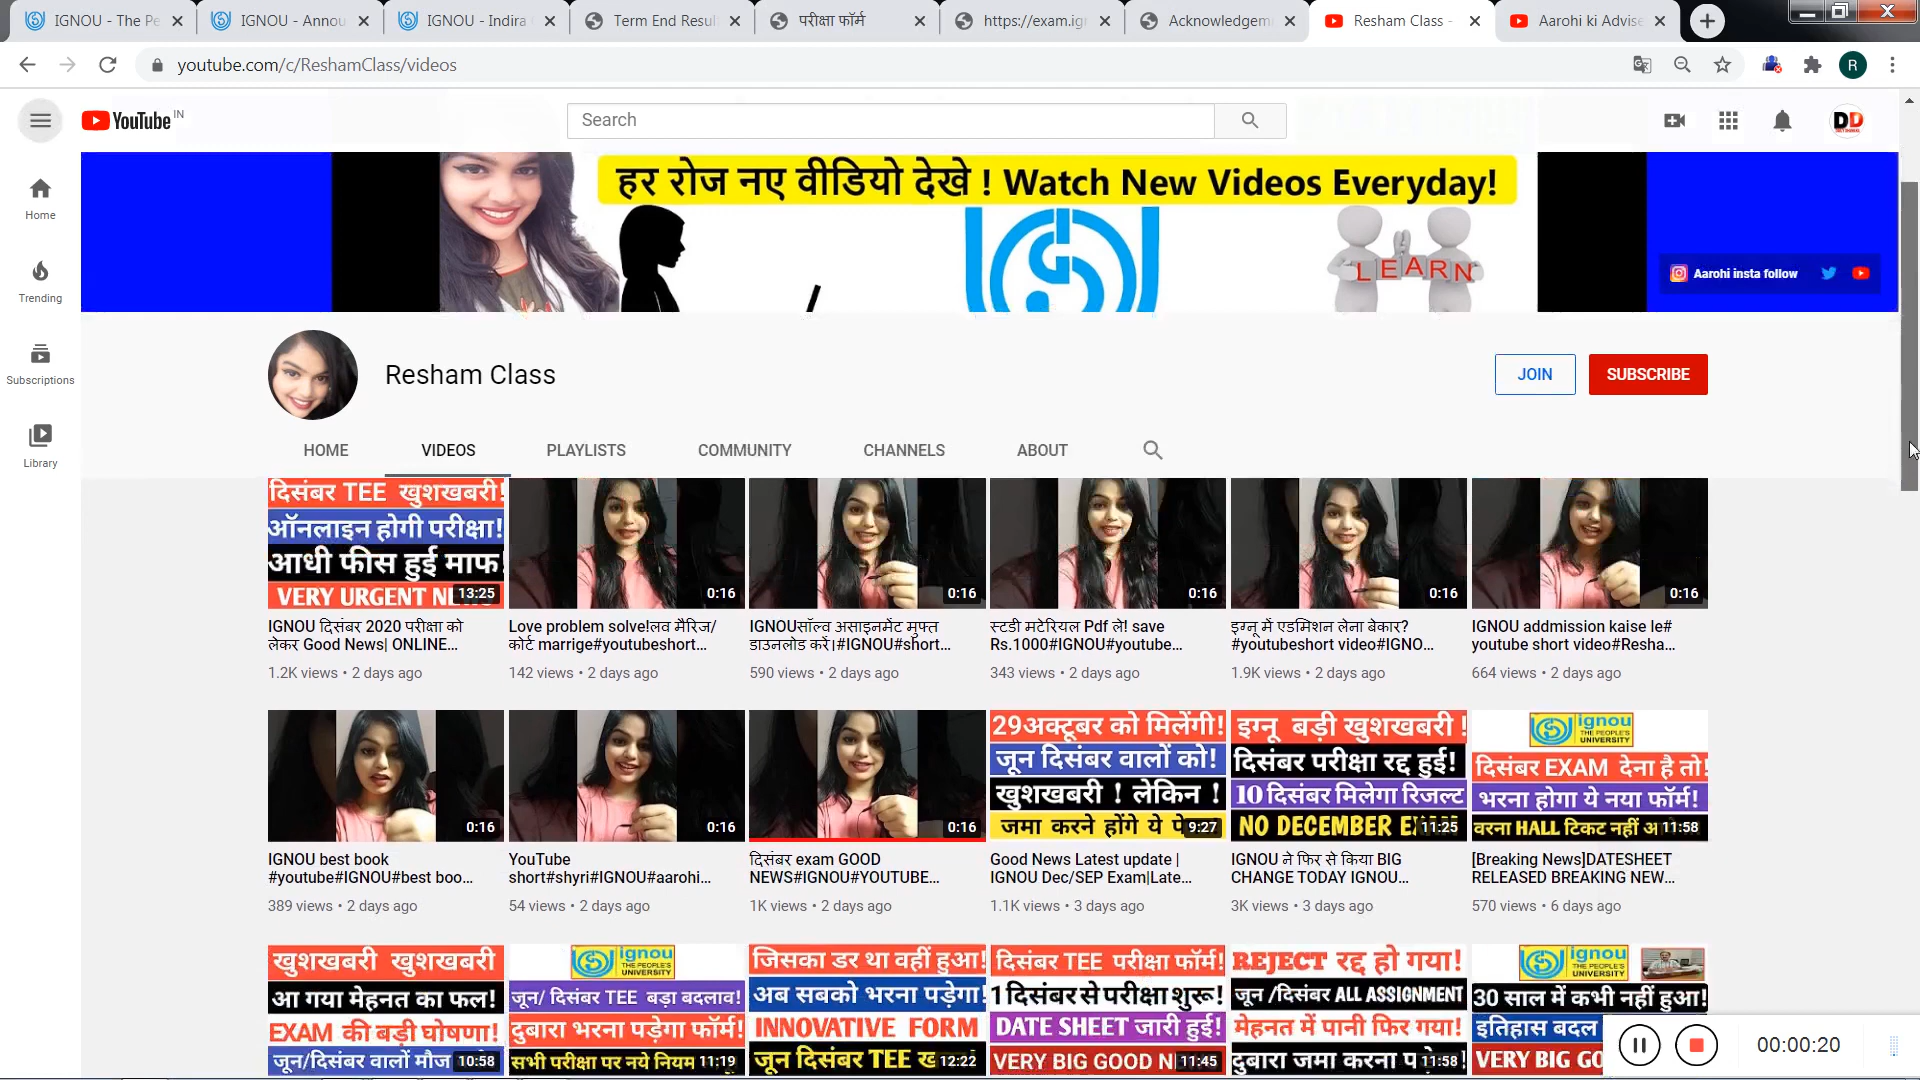 IGNOU - The Pe
IGNOU - Annou
IGNOU - Indira
Term End Resul
परीक्षा फॉर्म
https://exam.ig
Acknowledgem
Resham Class -
Aarohi ki Advise
youtube.com/c/ReshamClass/videos
R
YouTube IN
Search
DD
हर रोज नए वीडियो देखे ! Watch New Videos Everyday!
LEARN
Aarohi insta follow
Home
Trending
Subscriptions
Library
Resham Class
JOIN
SUBSCRIBE
HOME
VIDEOS
PLAYLISTS
COMMUNITY
CHANNELS
ABOUT
दिसंबर TEE खुशखबरी!
ऑनलाइन होगी परीक्षा!
आधी फीस हुई माफ
VERY URGENT
13:25
0:16
0:16
0:16
0:16
0:16
IGNOU दिसंबर 2020 परीक्षा को
लेकर Good News| ONLINE...
1.2K views • 2 days ago
Love problem solve!लव मैरिज/
कोर्ट marrige#youtubeshort...
142 views • 2 days ago
IGNOUसॉल्व असाइनमेंट मुफ्त
डाउनलोड करें।#IGNOU#short...
590 views • 2 days ago
स्टडी मटेरियल Pdf ले! save
Rs.1000#IGNOU#youtube...
343 views • 2 days ago
इग्नू में एडमिशन लेना बेकार?
#youtubeshort video#IGNO...
1.9K views • 2 days ago
IGNOU addmission kaise le#
youtube short video#Resha...
664 views • 2 days ago
0:16
0:16
0:16
29अक्टूबर को मिलेंगी!
जून दिसंबर वालों को!
खुशखबरी ! लेकिन !
जमा करने होंगे ये पे
9:27
इग्नू बड़ी खुशखबरी !
दिसंबर परीक्षा रद्द हुई!
10 दिसंबर मिलेगा रिजल्ट
NO DECEMBER
11:25
ignou
THE PEOPLE'S
UNIVERSITY
दिसंबर EXAM देना है तो!
भरना होगा ये नया फॉर्म!
वरना HALL टिकट नहीं
11:58
IGNOU best book
#youtube#IGNOU#best boo...
389 views • 2 days ago
YouTube
short#shyri#IGNOU#aarohi...
54 views • 2 days ago
दिसंबर exam GOOD
NEWS#IGNOU#YOUTUBE...
1K views • 2 days ago
Good News Latest update |
IGNOU Dec/SEP Exam|Late...
1.1K views • 3 days ago
IGNOU ने फिर से किया BIG
CHANGE TODAY IGNOU...
3K views • 3 days ago
[Breaking News]DATESHEET
RELEASED BREAKING NEW...
570 views • 6 days ago
खुशखबरी खुशखबरी
आ गया मेहनत का फल!
EXAM की बड़ी घोषणा!
जून/दिसंबर वालों मौज
10:58
ignou
THE PEOPLE'S
UNIVERSITY
जून/ दिसंबर TEE बड़ा बदलाव!
दुबारा भरना पड़ेगा फॉर्म!
सभी परीक्षा पर नये नियम
11:19
जिसका डर था वहीं हुआ!
अब सबको भरना पड़ेगा!
INNOVATIVE FORM
जून दिसंबर TEE
12:22
दिसंबर TEE परीक्षा फॉर्म!
1 दिसंबर से परीक्षा शुरू!
DATE SHEET जारी हुई!
VERY BIG GOOD
11:45
REJECT रद्द हो गया!
जून /दिसंबर ALL ASSIGNMENT
मेहनत में पानी फिर गया!
दुबारा जमा करना
11:58
ignou
THE PEOPLE'S
UNIVERSITY
30 साल में कभी नहीं हुआ!
इतिहास बदल
VERY BIG GO
00:00:20